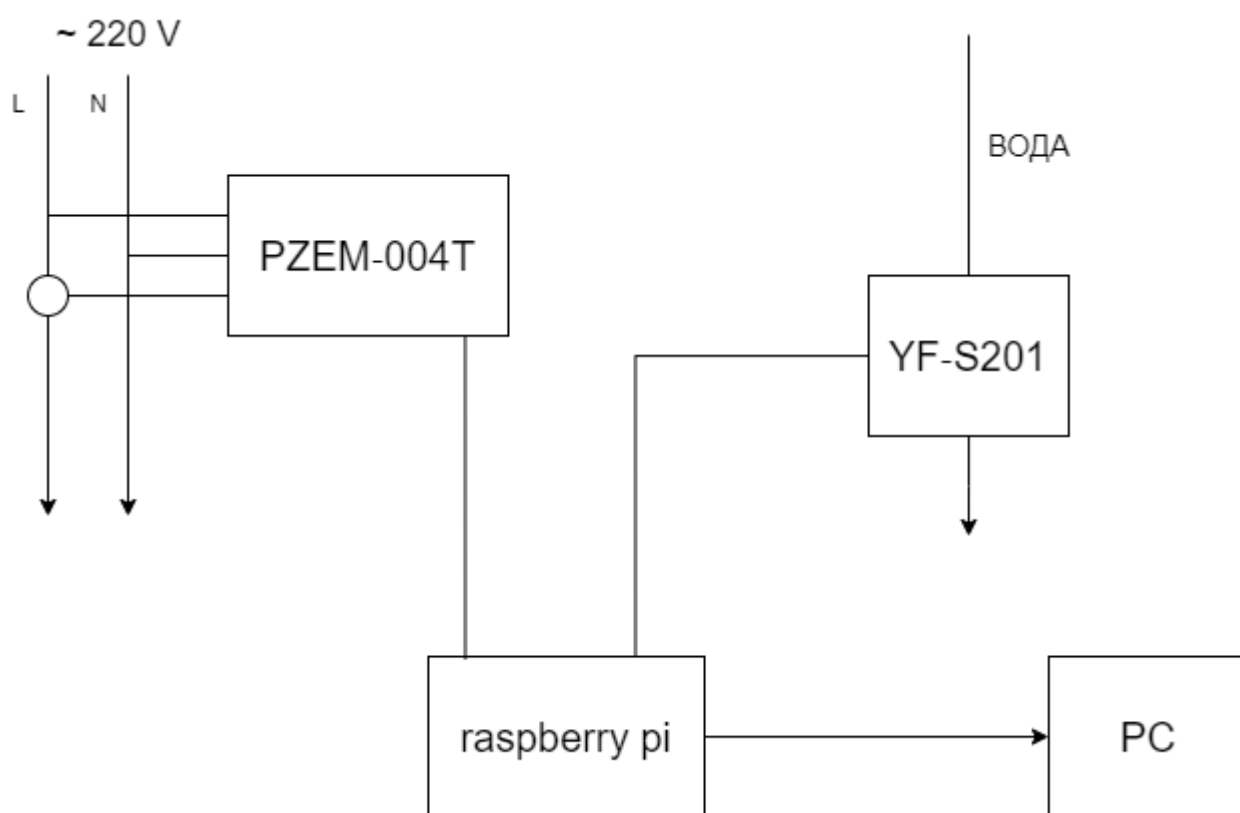 ~ 220 V
L
N
ВОДА
PZEM-004T
YF-S201
raspberry pi
PC